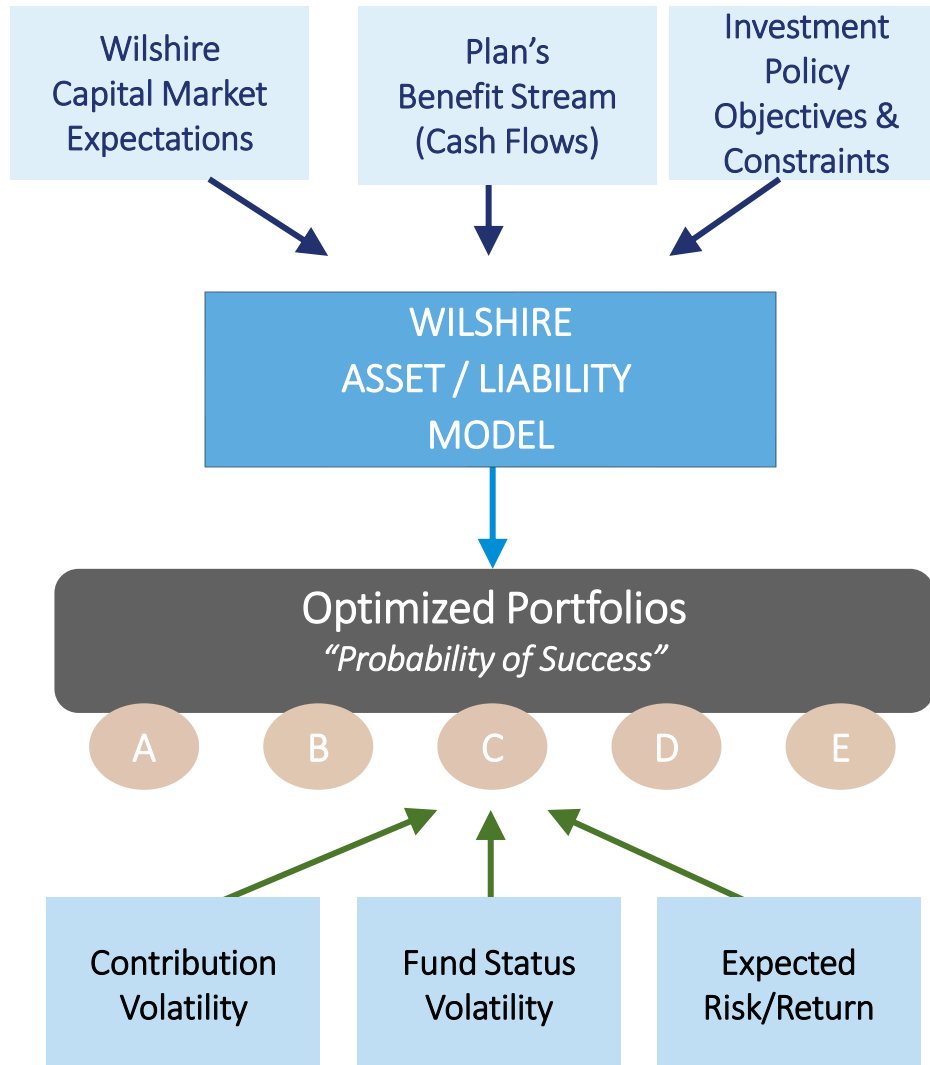 Wilshire
Capital Market
Expectations
Plan’s
Benefit Stream
(Cash Flows)
Investment
Policy
Objectives &
Constraints
WILSHIRE
ASSET / LIABILITY
MODEL
Optimized Portfolios
“Probability of Success”
A
B
C
D
E
Contribution
Volatility
Fund Status
Volatility
Expected
Risk/Return